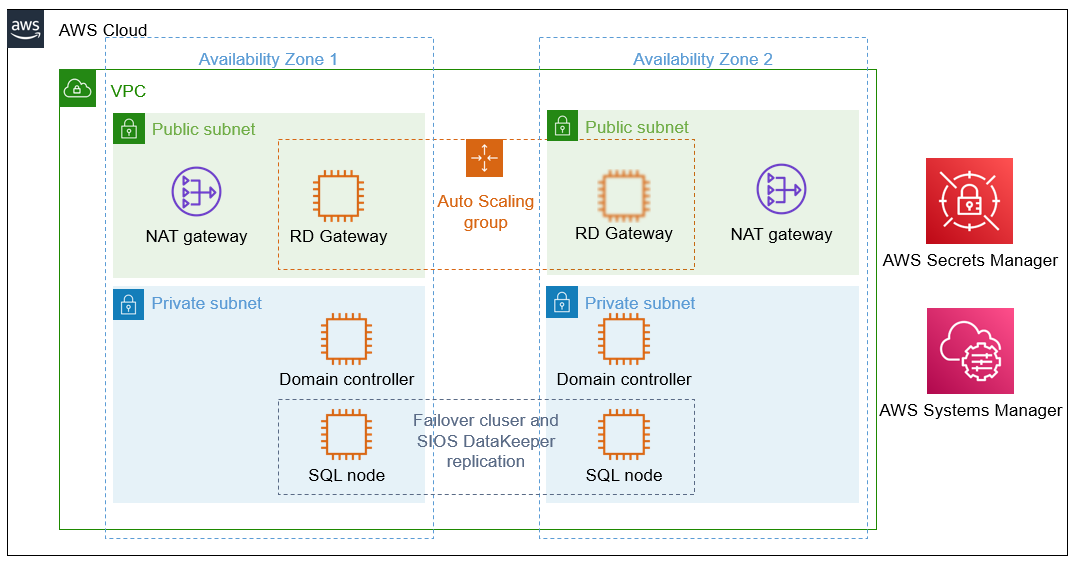 aws
AWS Cloud
Availability Zone 1
Availability Zone 2
VPC
Public subnet
Public subnet
NAT gateway
RD Gateway
Auto Scaling
group
RD Gateway
NAT gateway
AWS Secrets Manager
Private subnet
Private subnet
Domain controller
Domain controller
AWS Systems Manager
Failover cluser and
SIOS DataKeeper
replication
SQL node
SQL node